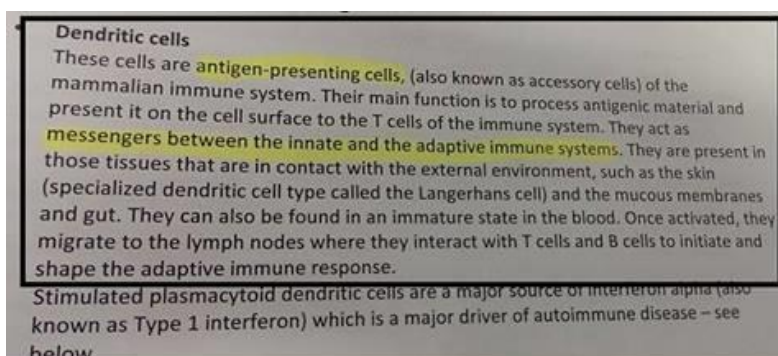 Dendritic cells
These cells are antigen-presenting cells, (also known as accessory cells) of the
mammalian immune system. Their main function is to process antigenic material and
present it on the cell surface to the T cells of the immune system. They act as
messengers between the innate and the adaptive immune systems. They are present in
those tissues that are in contact with the external environment, such as the skin
(specialized dendritic cell type called the Langerhans cell) and the mucous membranes
and gut. They can also be found in an immature state in the blood. Once activated, they
migrate to the lymph nodes where they interact with T cells and B cells to initiate and
shape the adaptive immune response.
Stimulated plasmacytoid dendritic cells are a major source of interferon alpha (also
known as Type 1 interferon) which is a major driver of autoimmune disease – see
below